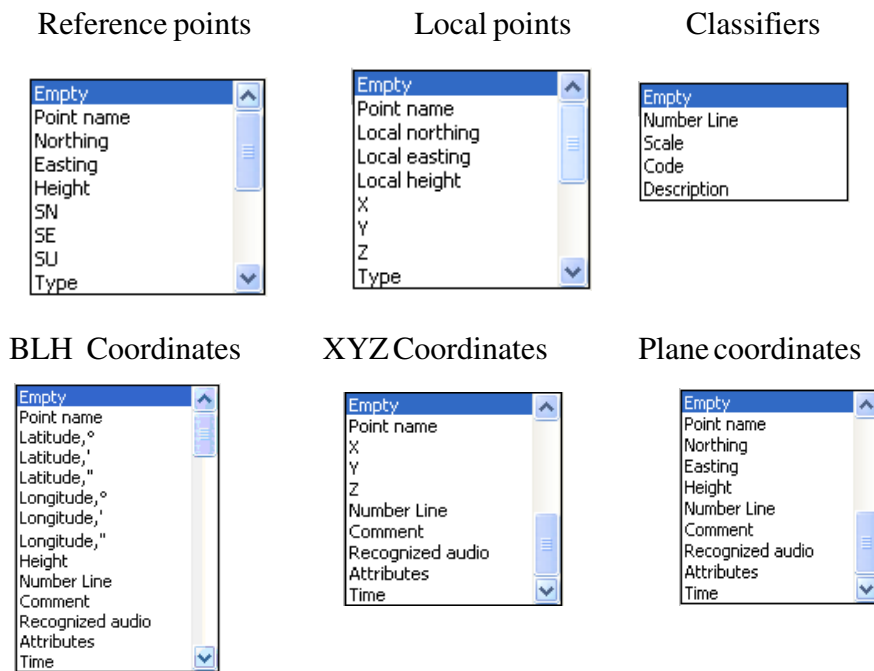 Reference points
Local points
Classifiers
Empty
Point name
Northing
Easting
Height
SN
SE
SU
Type
Empty
Point name
Local northing
Local easting
Local height
X
Y
Z
Type
Empty
Number Line
Scale
Code
Description
BLH Coordinates
XYZ Coordinates
Plane coordinates
Empty
Point name
Latitude,°
Latitude,'
Latitude,"
Longitude,°
Longitude,'
Longitude,"
Height
Number Line
Comment
Recognized audio
Attributes
Time
Empty
Point name
X
Y
Z
Number Line
Comment
Recognized audio
Attributes
Time
Empty
Point name
Northing
Easting
Height
Number Line
Comment
Recognized audio
Attributes
Time